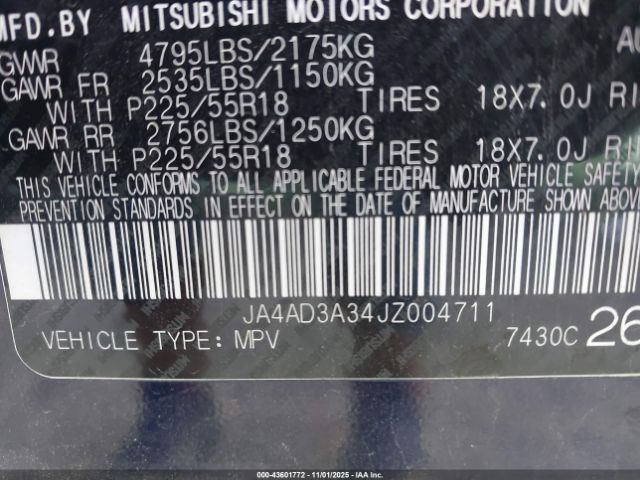 MFD.BY MITSUBISHI MOTORS CORPORATION
GVWR 4795LBS/2175KG
GAWR FR 2535LBS/1150KG
WITH P225/55R18 TIRES 18X7.0J
GAWR RR 2756LBS/1250KG
WITH P225/55R18 TIRES 18X7.0J
THIS VEHICLE CONFORMS TO ALL APPLICABLE FEDERAL MOTOR VEHICLE SAFETY
PREVENTION STANDARDS IN EFFECT ON THE DATE OF MANUFACTURE SHOWN ABOVE
JA4AD3A34JZ004711
VEHICLE TYPE: MPV 7430C 26
000-43601772 - 11/01/2025 - IAA Inc.